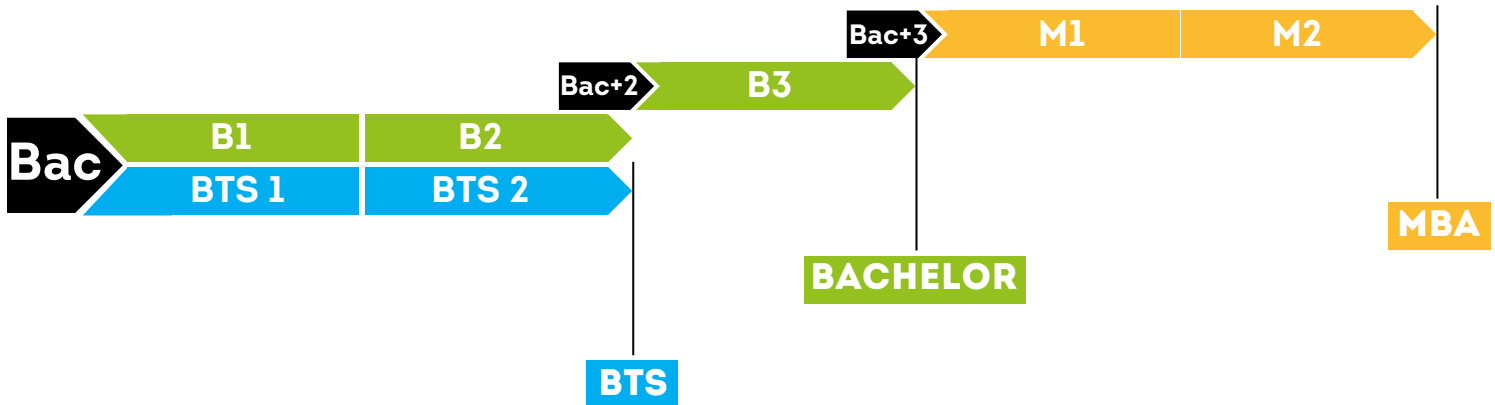 Bac+3 M1 M2
Bac+2 B3
Bac
B1 B2
BTS 1 BTS 2
MBA
BACHELOR
BTS